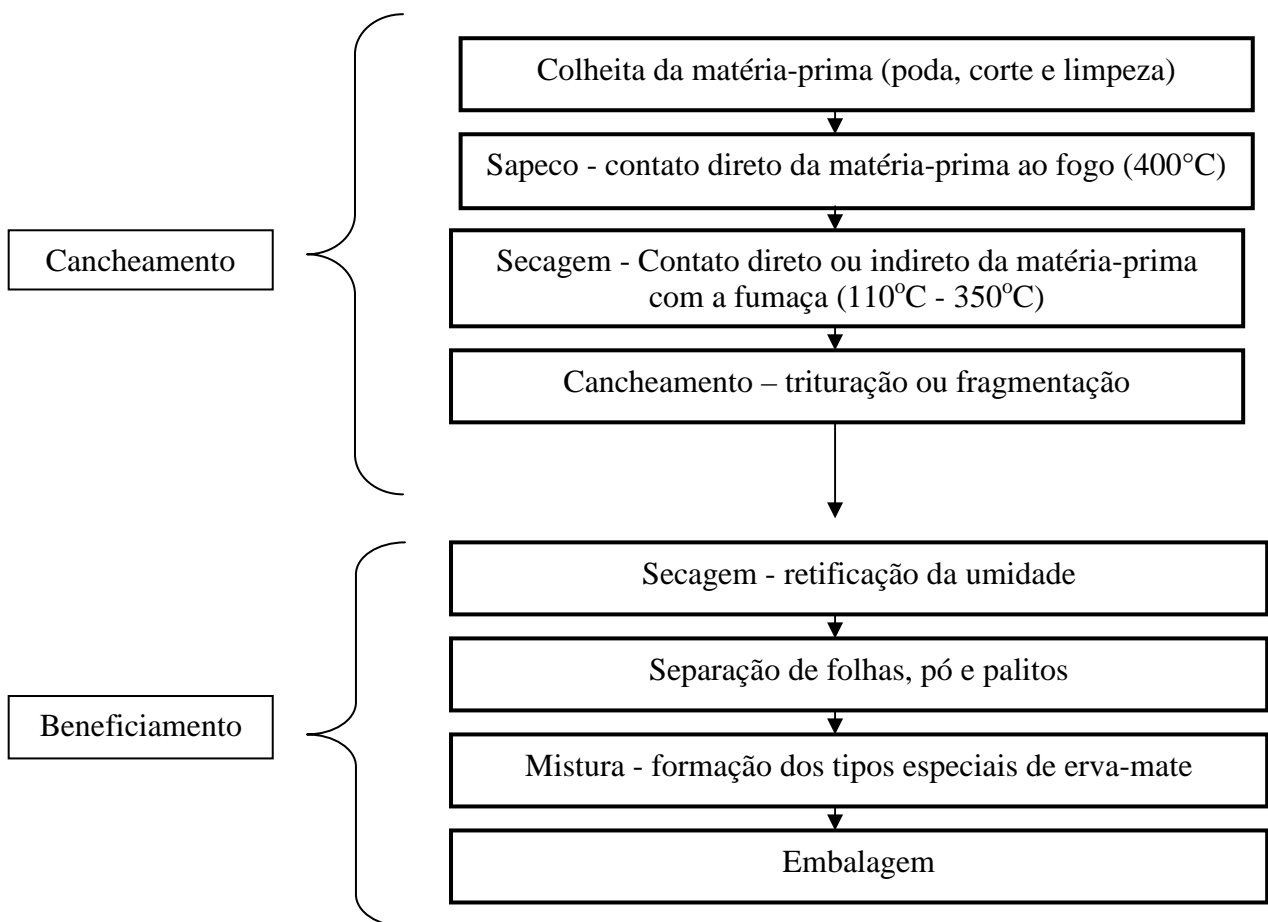 Colheita da matéria-prima (poda, corte e limpeza)
Sapeco - contato direto da matéria-prima ao fogo (400°C)
Cancheamento
Secagem - Contato direto ou indireto da matéria-prima
com a fumaça (110°C - 350°C)
Cancheamento – trituração ou fragmentação
Secagem - retificação da umidade
Separação de folhas, pó e palitos
Beneficiamento
Mistura - formação dos tipos especiais de erva-mate
Embalagem